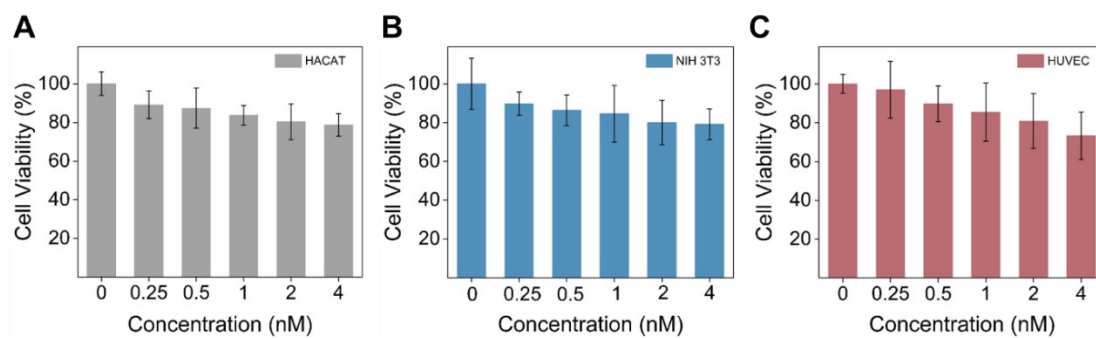 A
HACAT
Cell Viability (%)
100
80
60
40
20
0 0.25 0.5 1 2 4
Concentration (nM)
B
NIH 3T3
Cell Viability (%)
100
80
60
40
20
0 0.25 0.5 1 2 4
Concentration (nM)
C
HUVEC
Cell Viability (%)
100
80
60
40
20
0 0.25 0.5 1 2 4
Concentration (nM)